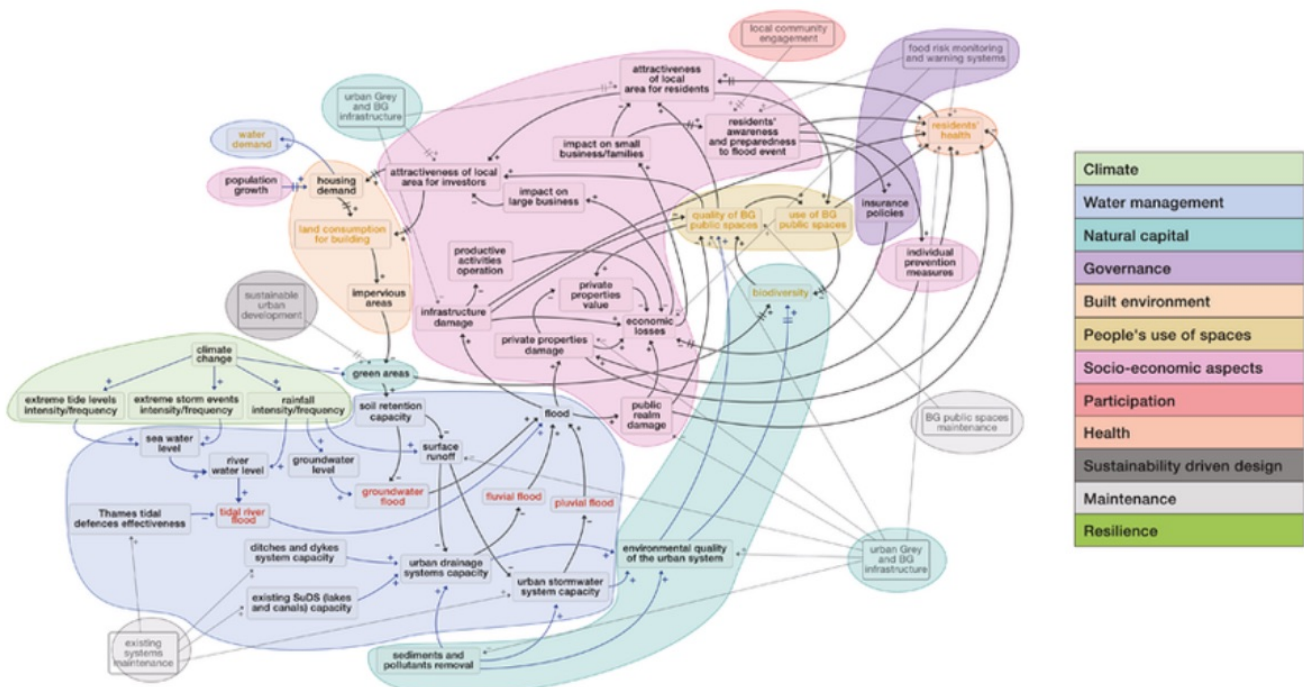 local community
engagement
food risk monitoring
and warning systems
attractiveness
of local
area for residents
urban Grey
and BG
infrastructure
residents'
awareness
and preparedness
to flood event
residents'
health
water
demand
impact on small
business/families
population
growth
housing
demand
attractiveness of local
area for investors
impact on
large business
insurance
policies
quality of BG
public spaces
use of BG
public spaces
land consumption
for building
productive
activities
operation
individual
prevention
measures
private
properties
value
biodiversity
sustainable
urban
development
impervious
areas
infrastructure
damage
economic
losses
private properties
damage
climate
change
green areas
extreme tide levels
intensity/frequency
extreme storm events
intensity/frequency
rainfall
intensity/frequency
soil retention
capacity
flood
public
realm
damage
BG public spaces
maintenance
sea water
level
surface
runoff
river
water level
groundwater
level
groundwater
flood
fluvial flood
pluvial flood
Thames tidal
defences effectiveness
tidal river
flood
ditches and dykes
system capacity
urban drainage
systems capacity
environmental quality
of the urban system
urban Grey
and BG
infrastructure
existing SuDS (lakes
and canals) capacity
urban stormwater
system capacity
existing
systems
maintenance
sediments and
pollutants removal
Climate
Water management
Natural capital
Governance
Built environment
People's use of spaces
Socio-economic aspects
Participation
Health
Sustainability driven design
Maintenance
Resilience